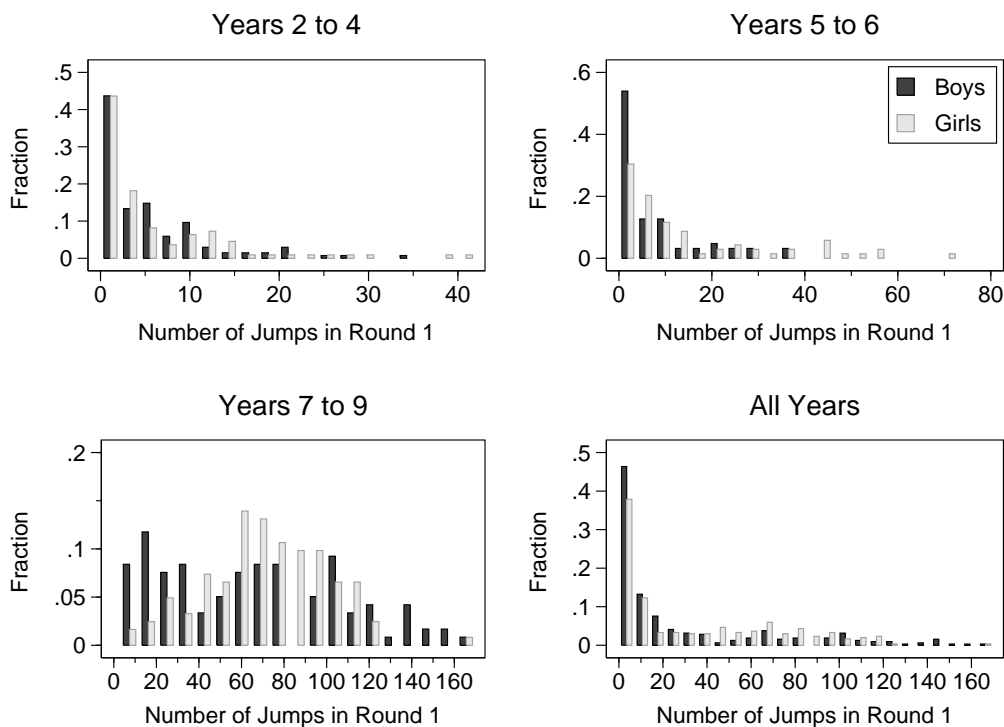 Years 2 to 4
.5
.4
.3
.2
.1
0
Fraction
0 10 20 30 40
Number of Jumps in Round 1
Years 5 to 6
.6
.4
.2
0
Fraction
Boys
Girls
0 20 40 60 80
Number of Jumps in Round 1
Years 7 to 9
.2
.1
.05
0
Fraction
0 20 40 60 80 100 120 140 160
Number of Jumps in Round 1
All Years
.5
.4
.3
.2
.1
0
Fraction
0 20 40 60 80 100 120 140 160
Number of Jumps in Round 1